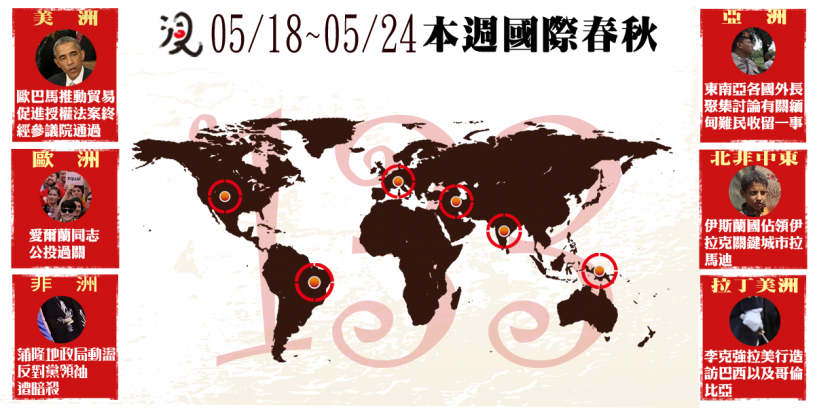 浸 05/18~05/24 本週國際春秋
133
美洲
歐巴馬推動貿易
促進授權法案終
經參議院通過
歐洲
equal
愛爾蘭同志
公投過關
非洲
蒲隆地政局動盪
反對黨領袖
遭暗殺
亞洲
東南亞各國外長
聚集討論有關緬
甸難民收留一事
北非中東
伊斯蘭國佔領伊
拉克關鍵城市拉
馬迪
拉丁美洲
李克強拉美行造
訪巴西以及哥倫
比亞